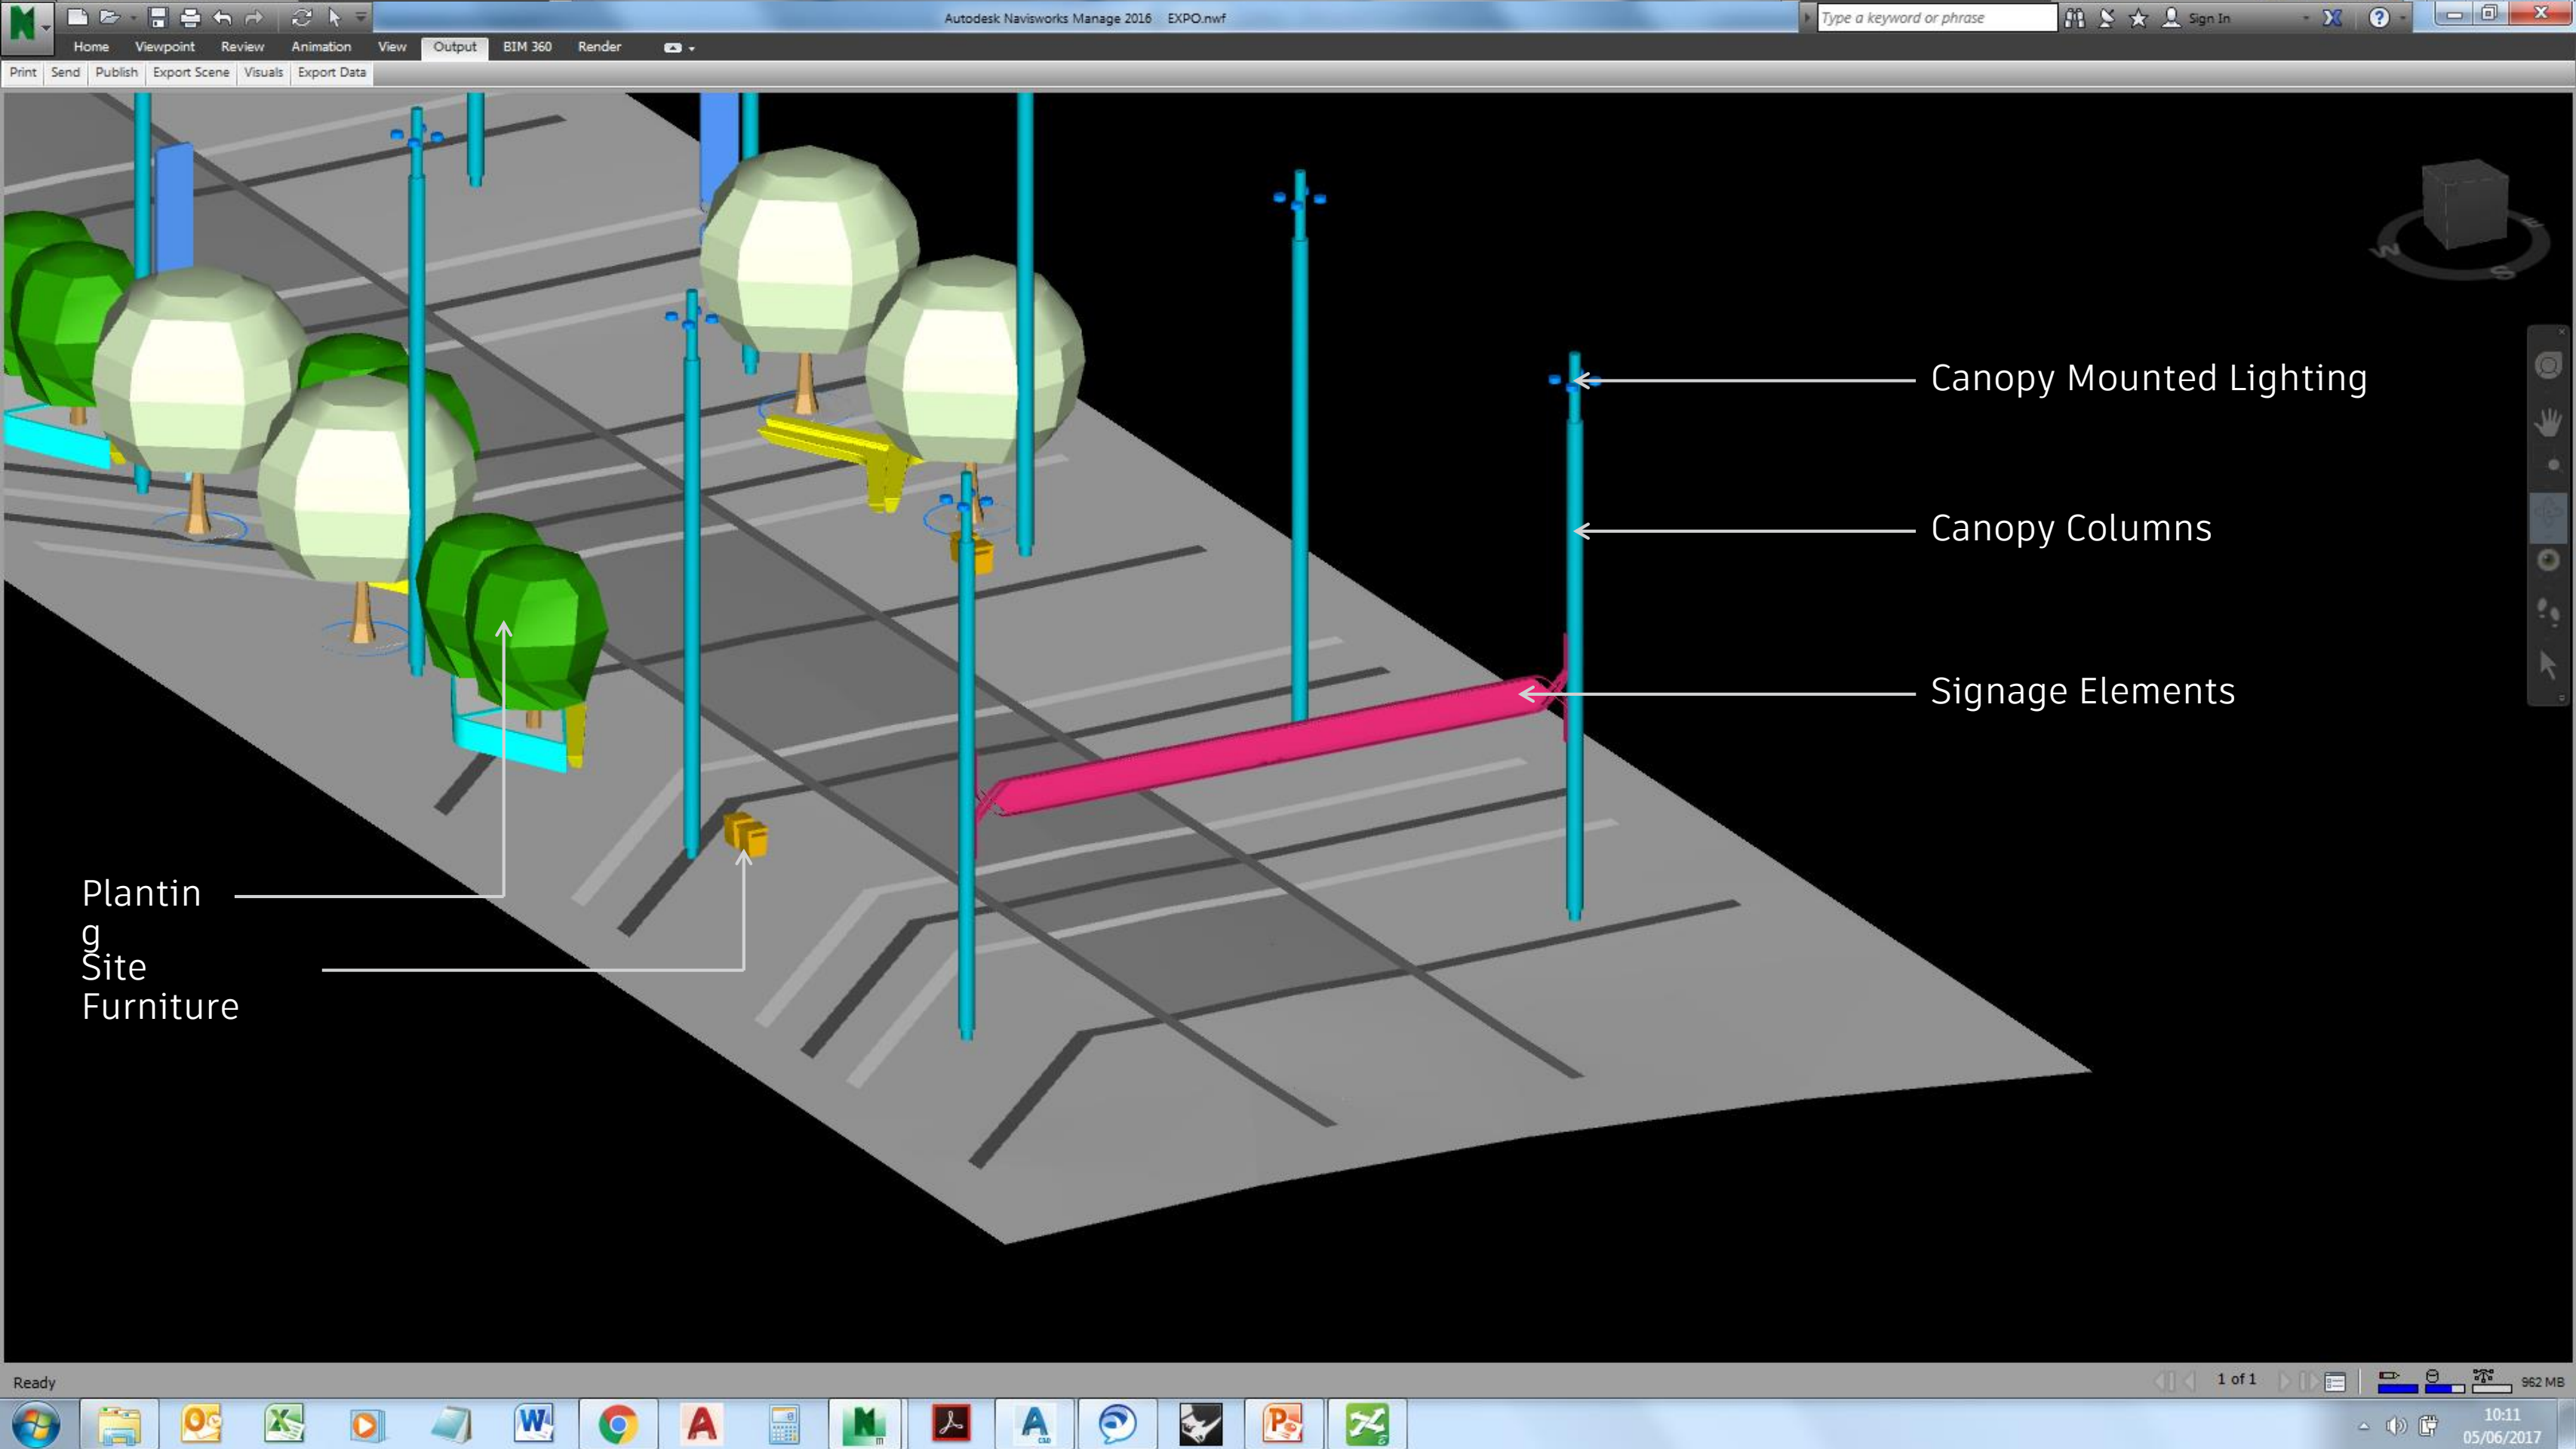 Autodesk Navisworks Manage 2016 EXPO.nwf
Type a keyword or phrase
Sign In
Home Viewpoint Review Animation View Output BIM 360 Render
Print Send Publish Export Scene Visuals Export Data
E
W
S
Canopy Mounted Lighting
Canopy Columns
Signage Elements
Plantin
g
Site
Furniture
Ready
1 of 1
962 MB
10:11
05/06/2017